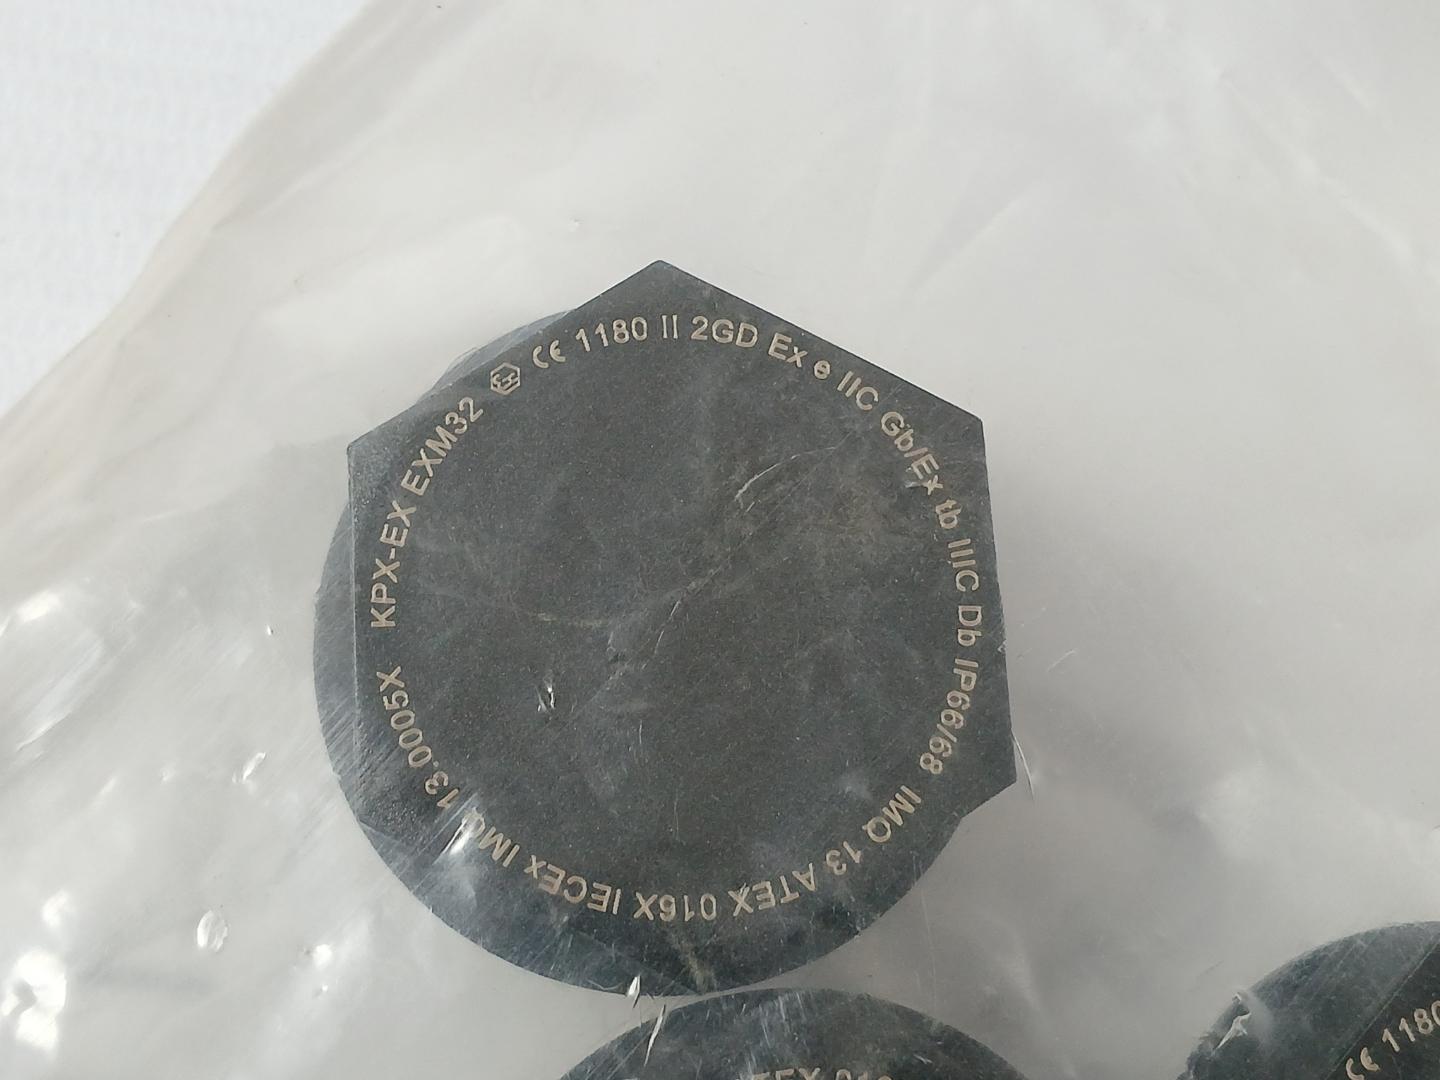 KPX-EX EXM32 Ex CE 1180 II 2GD Ex e IIC Gb/Ex tb IIIC Db IP66/68 IMQ 13 ATEX 016X IECEx IMQ 13.0005X
CE 1180